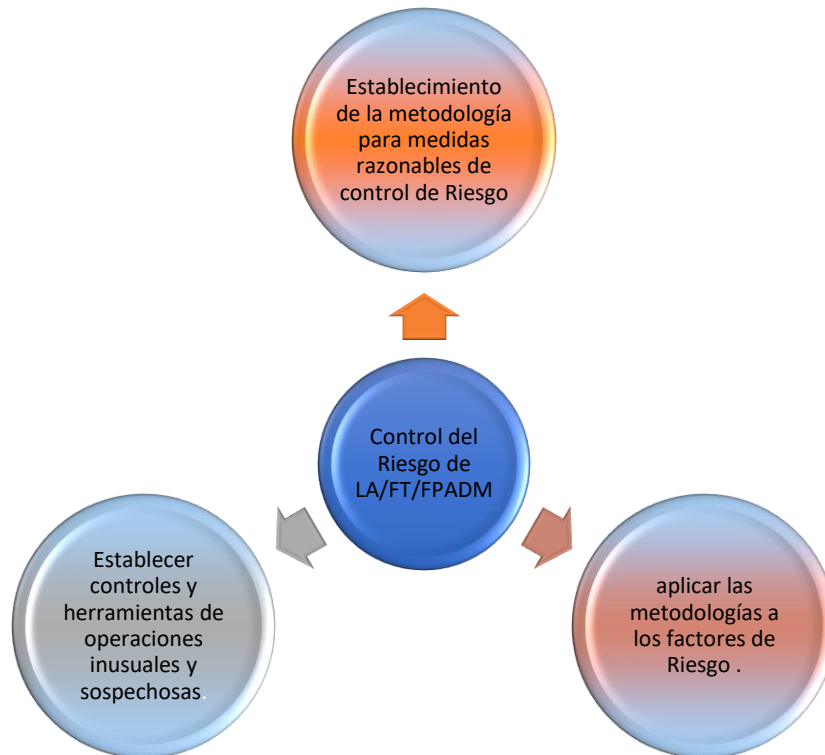 Establecimiento
de la metodología
para medidas
razonables de
control de Riesgo
Control del
Riesgo de
LA/FT/FPADM
Establecer
controles y
herramientas de
operaciones
inusuales y
sospechosas.
aplicar las
metodologías a
los factores de
Riesgo .